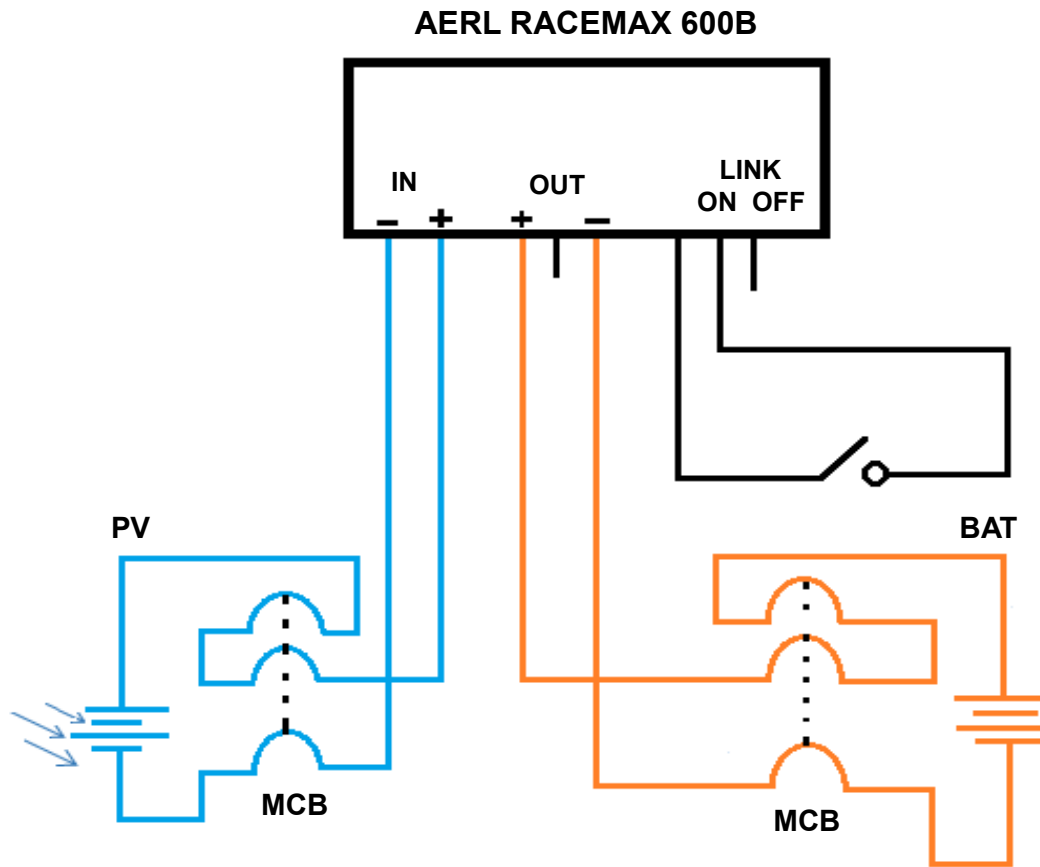 AERL RACEMAX 600B
IN
OUT
LINK
ON OFF
− + + −
PV
BAT
MCB
MCB